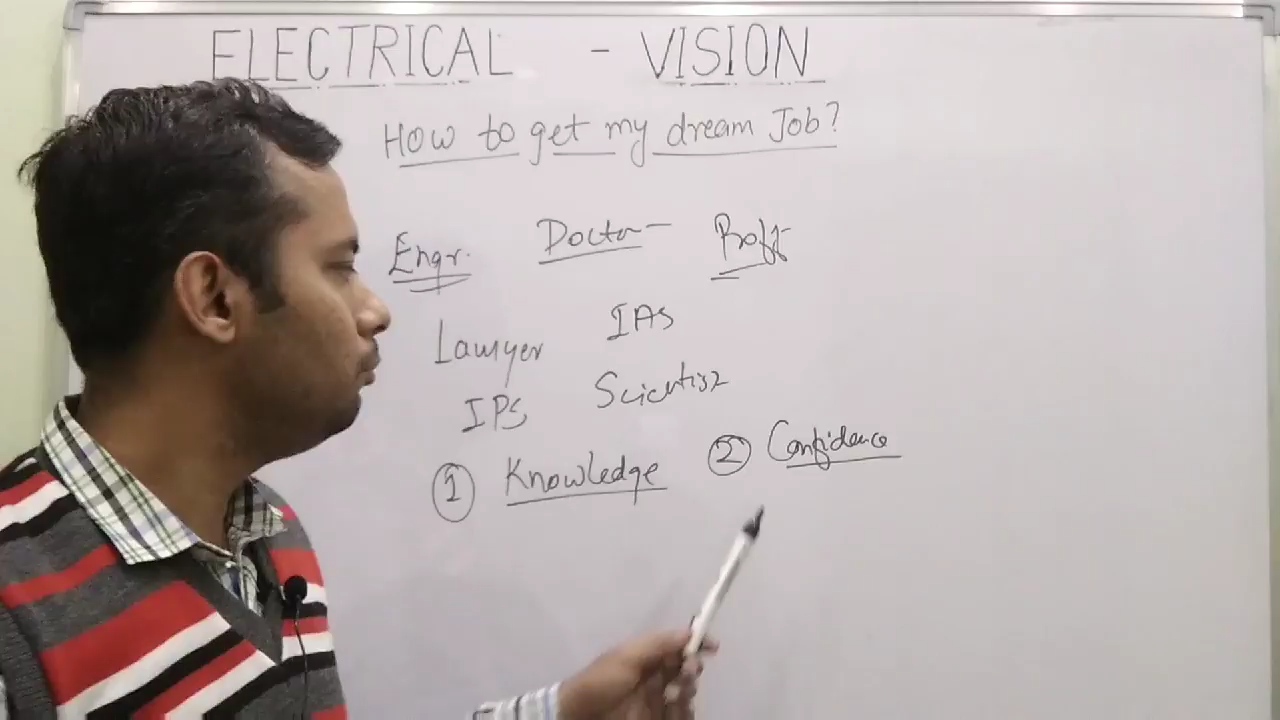 ELECTRICAL - VISION
How to get my dream Job?
Engr. Doctor Proff
Lawyer IAS
IPS Scientist
1 Knowledge 2 Confidence